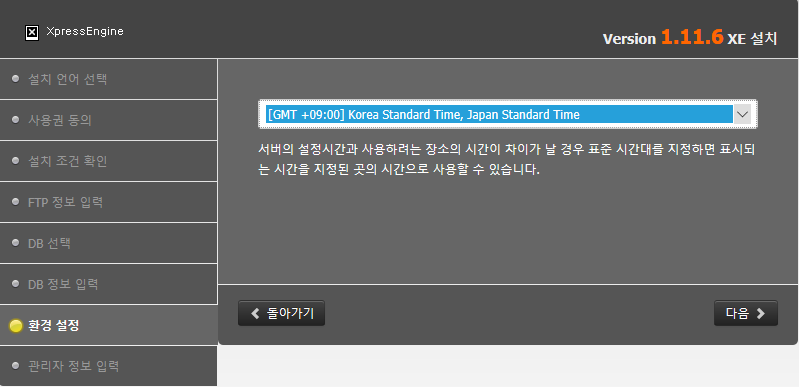 XpressEngine
Version 1.11.6 XE 설치
설치 언어 선택
사용권 동의
설치 조건 확인
FTP 정보 입력
DB 선택
DB 정보 입력
환경 설정
관리자 정보 입력
[GMT +09:00] Korea Standard Time, Japan Standard Time
서버의 설정시간과 사용하려는 장소의 시간이 차이가 날 경우 표준 시간대를 지정하면 표시되
는 시간을 지정된 곳의 시간으로 사용할 수 있습니다.
돌아가기
다음